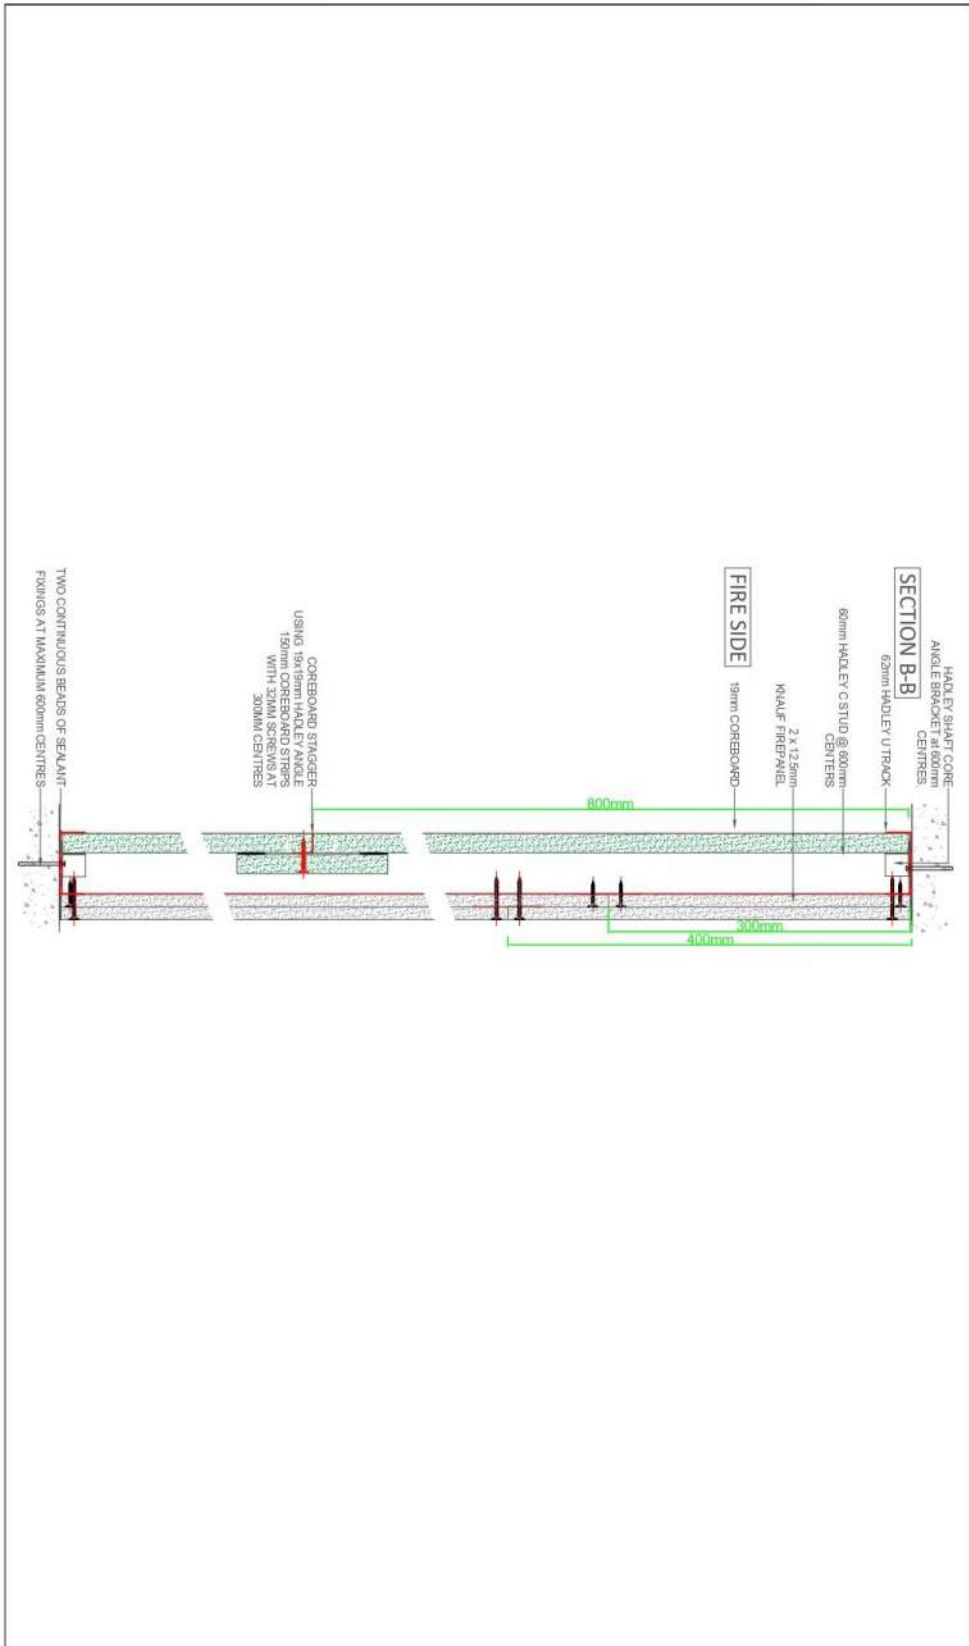 HADLEY SHAFT CORE
ANGLE BRACKET at 600mm
CENTRES.
SECTION B-B
62mm HADLEY U TRACK
60mm HADLEY C STUD @ 600mm
CENTERS
2 x 12.5mm
KNAUF FIREPANEL
FIRE SIDE
19mm COREBOARD
COREBOARD STAGGER
USING 19x19mm HADLEY ANGLE
150mm COREBOARD STRIPS
WITH 32MM SCREWS AT
300MM CENTRES
TWO CONTINUOUS BEADS OF SEALANT
FIXINGS AT MAXIMUM 600mm CENTRES
800mm
300mm
400mm